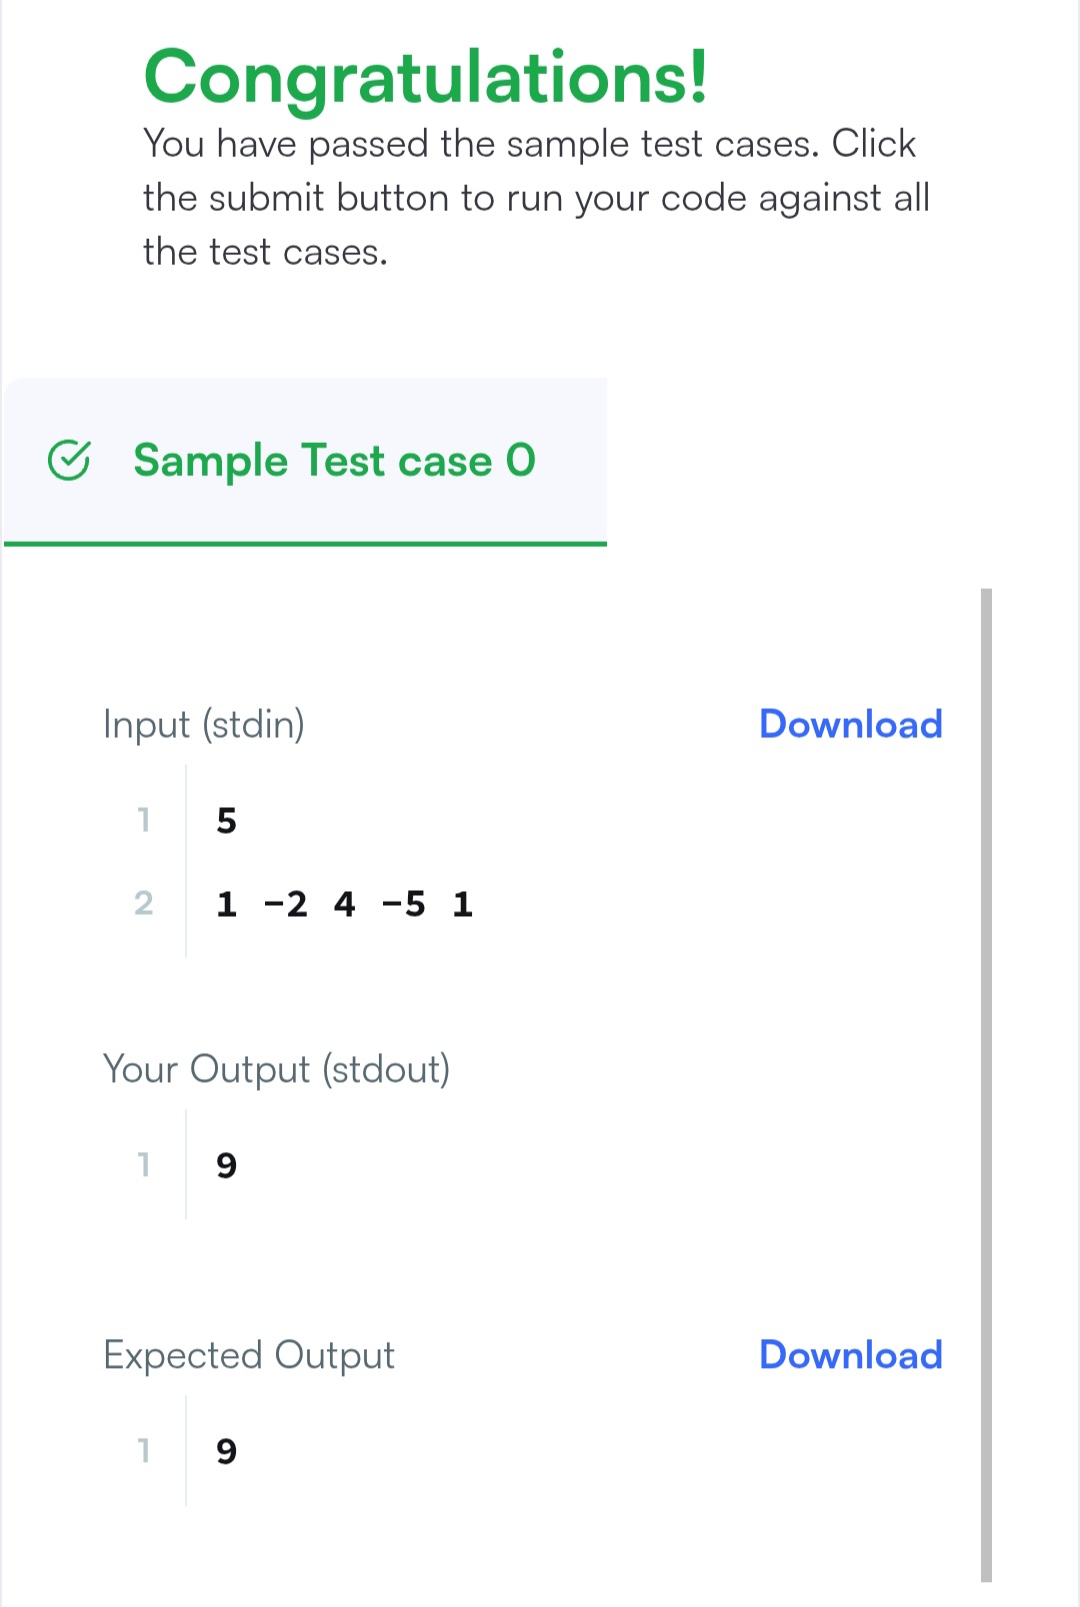 Congratulations!
You have passed the sample test cases. Click
the submit button to run your code against all
the test cases.
Sample Test case 0
Input (stdin)
Download
1 5
2 1 -2 4 -5 1
Your Output (stdout)
1 9
Expected Output
Download
1 9